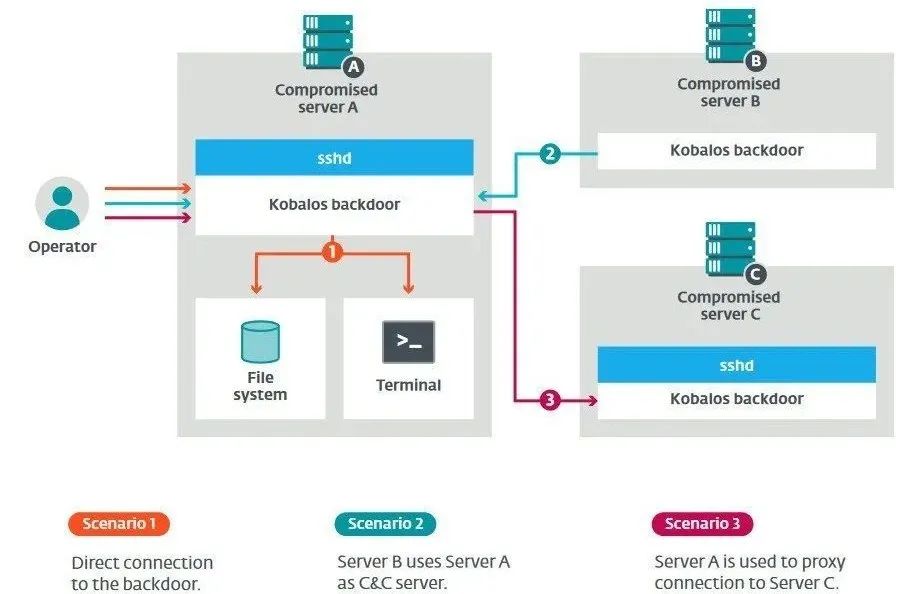 A
Compromised
server A
sshd
Kobalos backdoor
Operator
1
File
system
>_
Terminal
B
Compromised
server B
Kobalos backdoor
2
C
Compromised
server C
sshd
Kobalos backdoor
3
Scenario 1
Direct connection
to the backdoor.
Scenario 2
Server B uses Server A
as C&C server.
Scenario 3
Server A is used to proxy
connection to Server C.